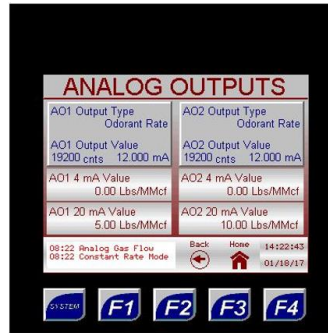 ANALOG OUTPUTS
AO1 Output Type
Odorant Rate
AO1 Output Value
19200 cnts 12.000 mA
AO2 Output Type
Odorant Rate
AO2 Output Value
19200 cnts 12.000 mA
AO1 4 mA Value
0.00 Lbs/MMcf
AO2 4 mA Value
0.00 Lbs/MMcf
AO1 20 mA Value
5.00 Lbs/MMcf
AO2 20 mA Value
10.00 Lbs/MMcf
08:22 Analog Gas Flow
08:22 Constant Rate Mode
Back
Home
14:22:43
01/18/17
SYSTEM F1 F2 F3 F4